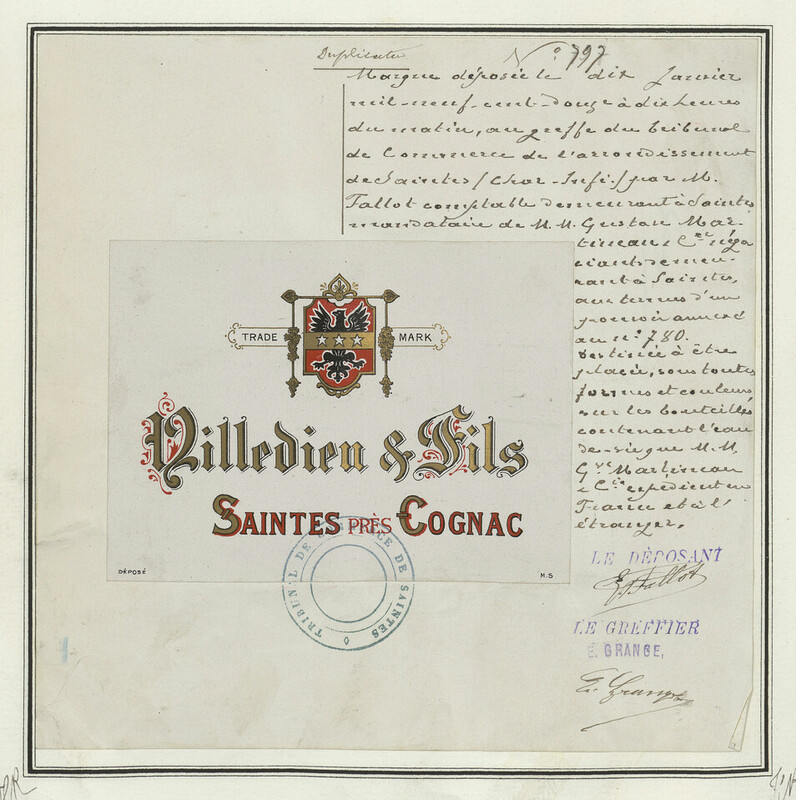 Duplicata
N° 797
Marque déposée le dix Janvier
mil-neuf-cent-douze à dix heures
du matin, au greffe du Tribunal
de Commerce de l'arrondissement
de Saintes (Char-Infe.) par M.
Fallot comptable demeurant à Saintes
mandataire de M.M. Gustav Mar-
tineau & Cie négo
ciants demeu-
rant à Saintes,
aux termes d'un
pouvoir annexé
au n° 780.
Destinée à être
placée, sous toutes
formes et couleurs
sur les bouteilles
contenant l'eau
de-vie que M.M.
Gve Martineau
& Cie expédient en
France et à l'
étranger.
TRADE MARK
Villedieu & Fils
SAINTES PRÈS COGNAC
DÉPOSÉ
M.S
TRIBUNAL DE COMMERCE DE SAINTES
LE DÉPOSANT
E. Fallot
LE GREFFIER
E. GRANGE,
E. Grange